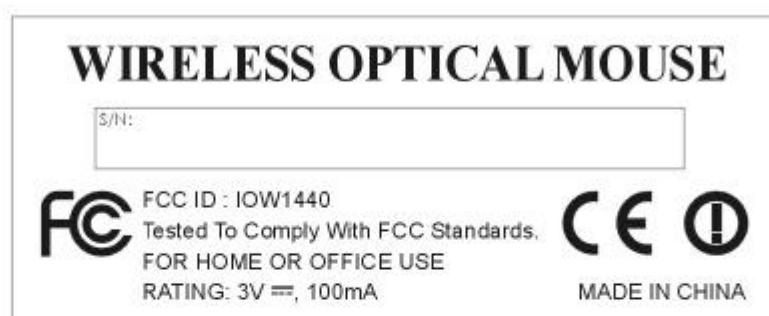 WIRELESS OPTICAL MOUSE
S/N:
FC FCC ID : IOW1440
Tested To Comply With FCC Standards.
FOR HOME OR OFFICE USE
RATING: 3V ⎓, 100mA
CE
MADE IN CHINA